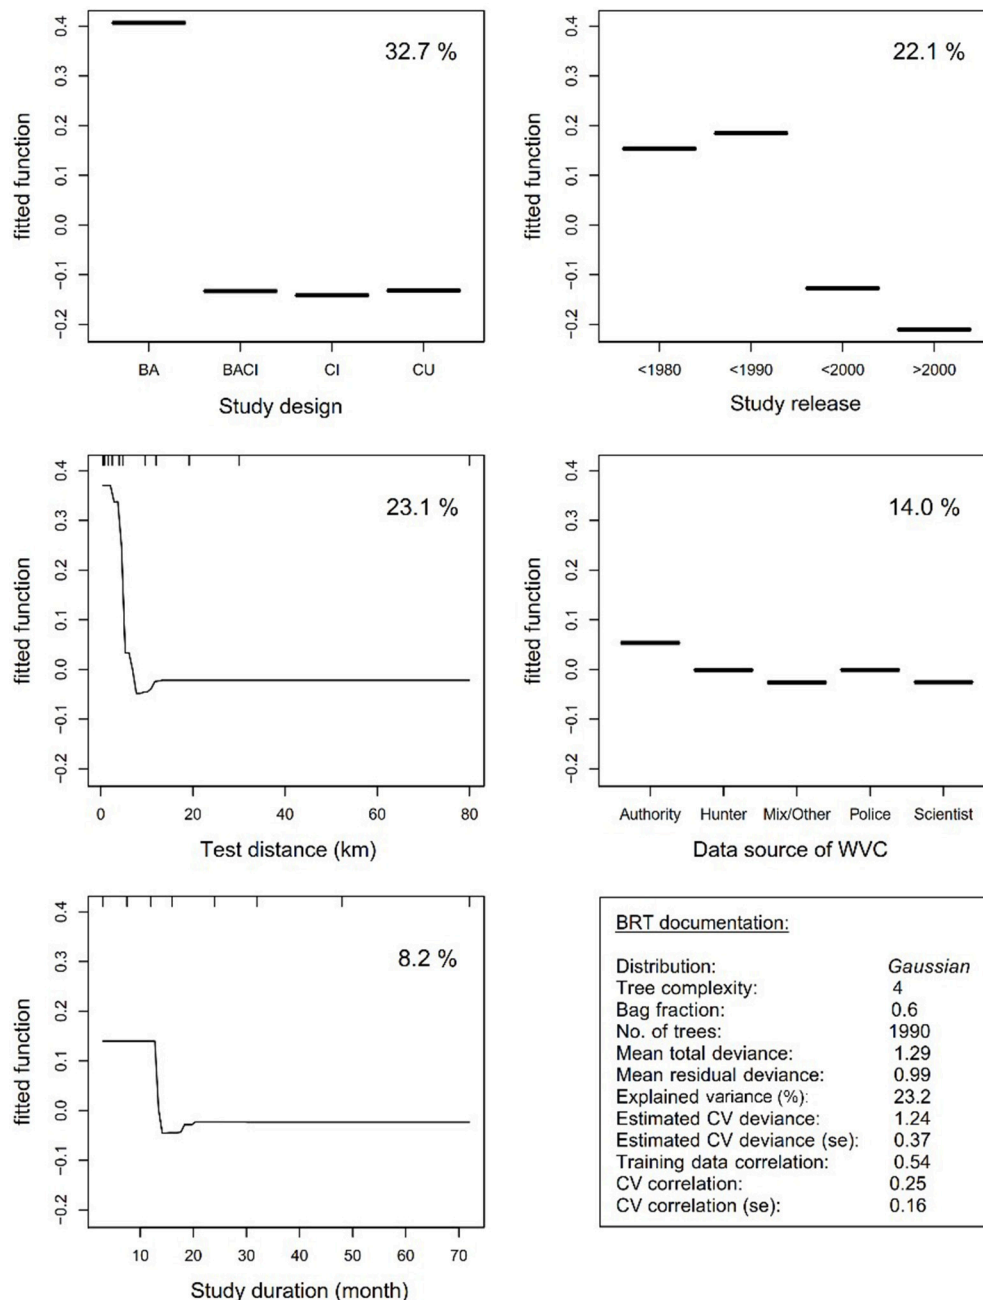 32.7 %
fitted function
0.4
0.3
0.2
0.1
0.0
−0.1
−0.2
BA BACI CI CU
Study design
22.1 %
fitted function
0.4
0.3
0.2
0.1
0.0
−0.1
−0.2
<1980 <1990 <2000 >2000
Study release
23.1 %
fitted function
0.4
0.3
0.2
0.1
0.0
−0.1
−0.2
0 20 40 60 80
Test distance (km)
14.0 %
fitted function
0.4
0.3
0.2
0.1
0.0
−0.1
−0.2
Authority Hunter Mix/Other Police Scientist
Data source of WVC
8.2 %
fitted function
0.4
0.3
0.2
0.1
0.0
−0.1
−0.2
10 20 30 40 50 60 70
Study duration (month)
BRT documentation:
Distribution: Gaussian
Tree complexity: 4
Bag fraction: 0.6
No. of trees: 1990
Mean total deviance: 1.29
Mean residual deviance: 0.99
Explained variance (%): 23.2
Estimated CV deviance: 1.24
Estimated CV deviance (se): 0.37
Training data correlation: 0.54
CV correlation: 0.25
CV correlation (se): 0.16